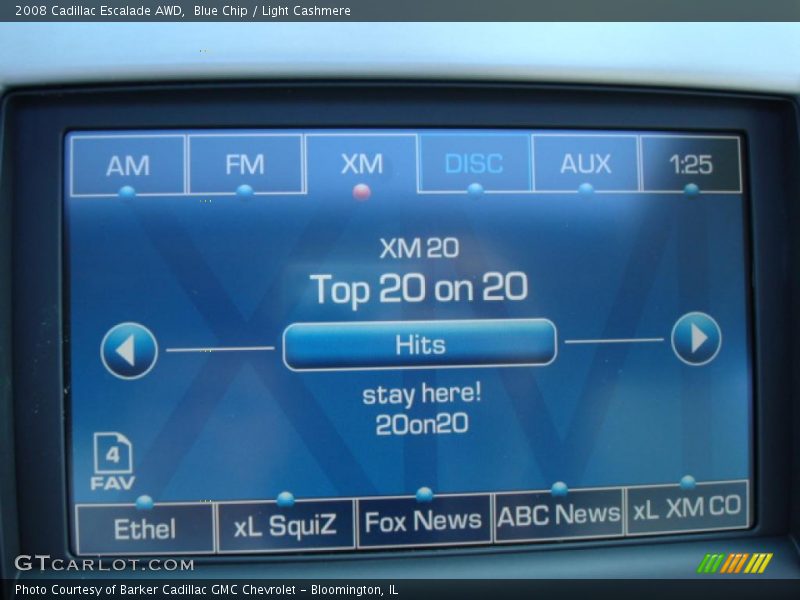 2008 Cadillac Escalade AWD,  Blue Chip / Light Cashmere
AM FM XM DISC AUX 1:25
XM 20
Top 20 on 20
Hits
stay here!
20on20
4
FAV
Ethel xL SquiZ Fox News ABC News xL XM CO
GTCARLOT.COM
Photo Courtesy of Barker Cadillac GMC Chevrolet - Bloomington, IL